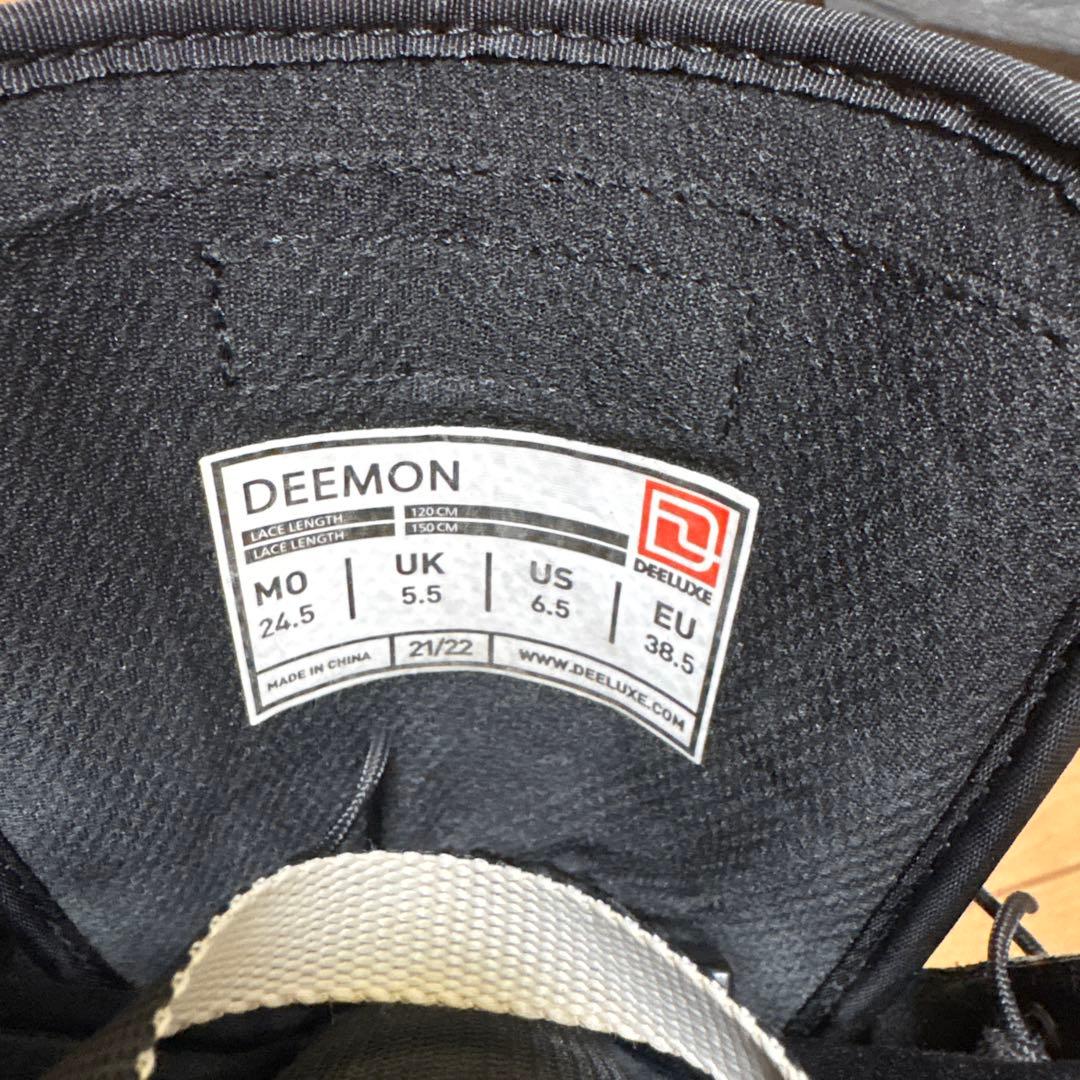 DEEMON
LACE LENGTH 120 CM
LACE LENGTH 150 CM
DEELUXE
MO UK US EU
24.5 5.5 6.5 38.5
MADE IN CHINA 21/22 WWW.DEELUXE.COM